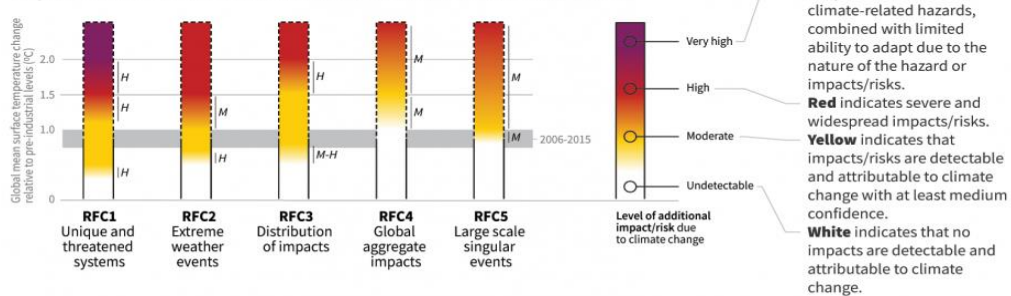 Global mean surface temperature change
relative to pre-industrial levels (ºC)
2.0
1.5
1.0
0
H
H
H
M
H
H
M-H
M
M
M
M
2006-2015
RFC1
Unique and
threatened
systems
RFC2
Extreme
weather
events
RFC3
Distribution
of impacts
RFC4
Global
aggregate
impacts
RFC5
Large scale
singular
events
Very high
High
Moderate
Undetectable
Level of additional
impact/risk due
to climate change
climate-related hazards,
combined with limited
ability to adapt due to the
nature of the hazard or
impacts/risks.
Red indicates severe and
widespread impacts/risks.
Yellow indicates that
impacts/risks are detectable
and attributable to climate
change with at least medium
confidence.
White indicates that no
impacts are detectable and
attributable to climate
change.